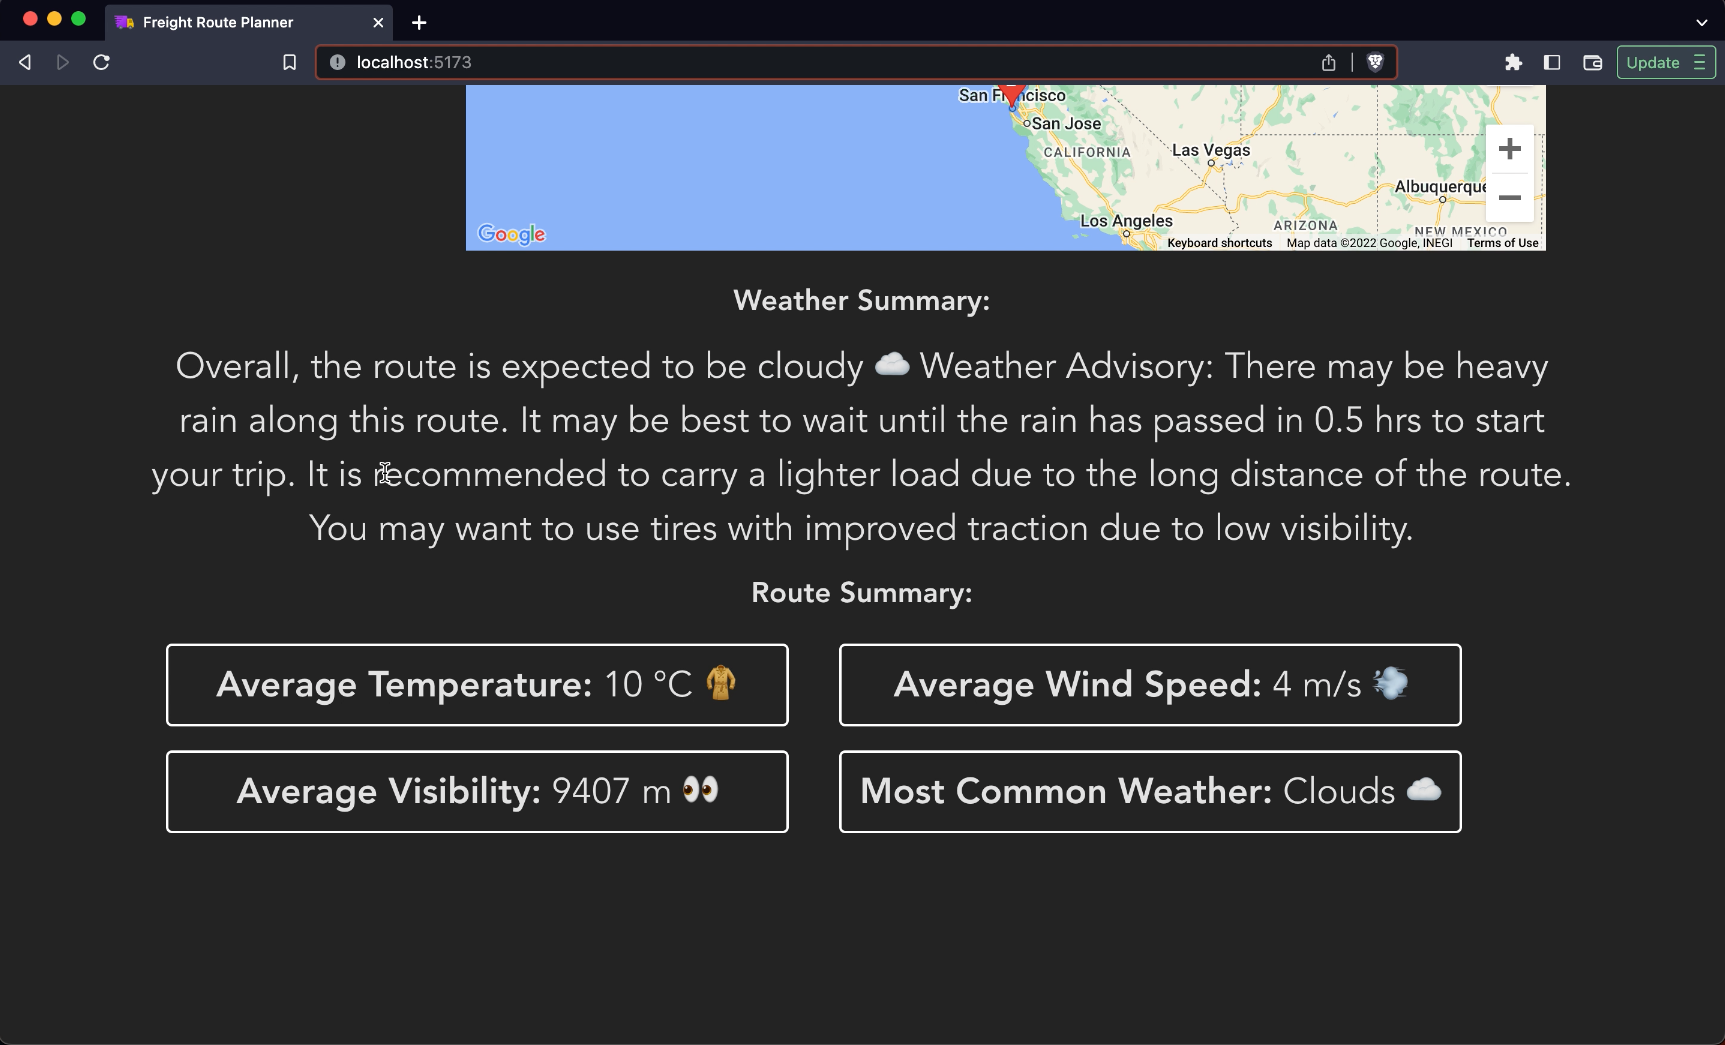 Freight Route Planner
localhost:5173
Update
San Francisco
San Jose
CALIFORNIA
Las Vegas
Albuquerque
Los Angeles
ARIZONA
NEW MEXICO
Google
Keyboard shortcuts Map data ©2022 Google, INEGI Terms of Use
Weather Summary:
Overall, the route is expected to be cloudy ☁️ Weather Advisory: There may be heavy
rain along this route. It may be best to wait until the rain has passed in 0.5 hrs to start
your trip. It is recommended to carry a lighter load due to the long distance of the route.
You may want to use tires with improved traction due to low visibility.
Route Summary:
Average Temperature: 10 °C 🧥
Average Wind Speed: 4 m/s 💨
Average Visibility: 9407 m 👀
Most Common Weather: Clouds ☁️